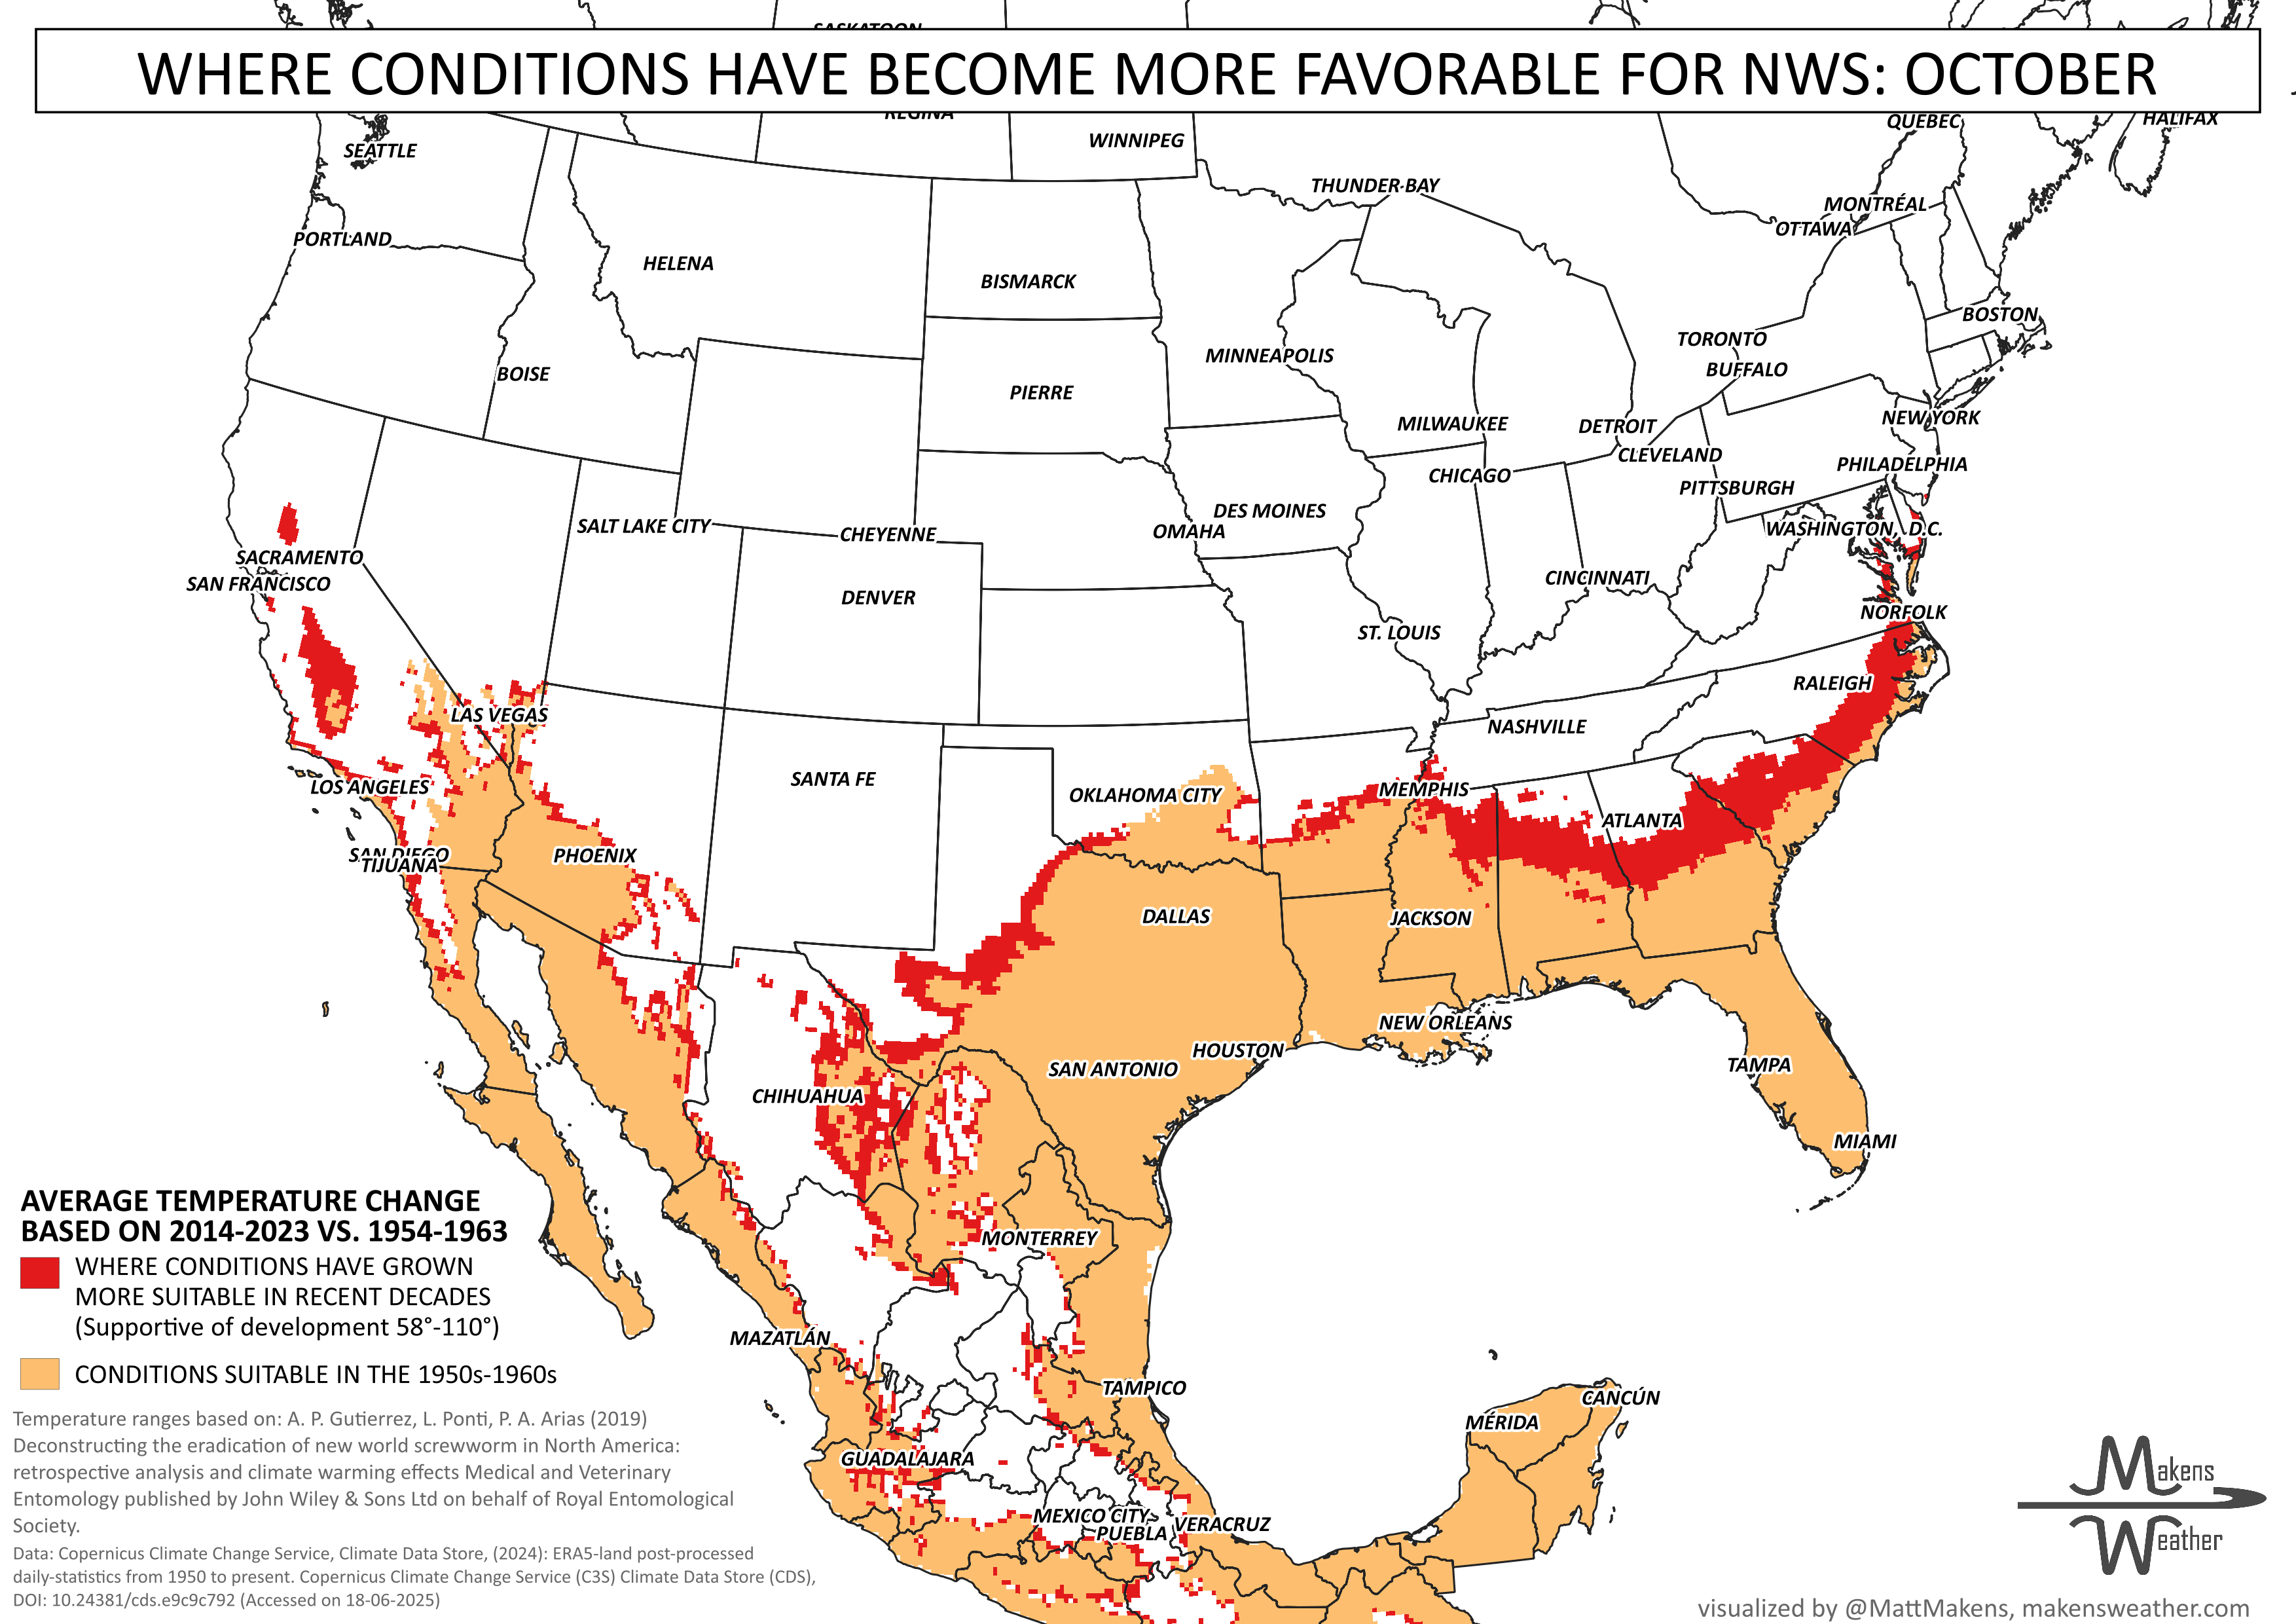 SASKATOON
WHERE CONDITIONS HAVE BECOME MORE FAVORABLE FOR NWS: OCTOBER
REGINA
WINNIPEG
QUEBEC
HALIFAX
SEATTLE
THUNDER BAY
MONTRÉAL
OTTAWA
PORTLAND
HELENA
BISMARCK
BOSTON
TORONTO
MINNEAPOLIS
BUFFALO
BOISE
PIERRE
NEW YORK
MILWAUKEE
DETROIT
CLEVELAND
PHILADELPHIA
CHICAGO
PITTSBURGH
DES MOINES
SALT LAKE CITY
CHEYENNE
OMAHA
WASHINGTON, D.C.
SACRAMENTO
SAN FRANCISCO
CINCINNATI
DENVER
NORFOLK
ST. LOUIS
RALEIGH
LAS VEGAS
NASHVILLE
SANTA FE
LOS ANGELES
OKLAHOMA CITY
MEMPHIS
ATLANTA
SAN DIEGO
TIJUANA
PHOENIX
DALLAS
JACKSON
NEW ORLEANS
HOUSTON
SAN ANTONIO
TAMPA
CHIHUAHUA
MIAMI
MONTERREY
MAZATLÁN
TAMPICO
CANCÚN
MÉRIDA
GUADALAJARA
MEXICO CITY
VERACRUZ
PUEBLA
AVERAGE TEMPERATURE CHANGE
BASED ON 2014-2023 VS. 1954-1963
WHERE CONDITIONS HAVE GROWN
MORE SUITABLE IN RECENT DECADES
(Supportive of development 58°-110°)
CONDITIONS SUITABLE IN THE 1950s-1960s
Temperature ranges based on: A. P. Gutierrez, L. Ponti, P. A. Arias (2019)
Deconstructing the eradication of new world screwworm in North America:
retrospective analysis and climate warming effects Medical and Veterinary
Entomology published by John Wiley & Sons Ltd on behalf of Royal Entomological
Society.
Data: Copernicus Climate Change Service, Climate Data Store, (2024): ERA5-land post-processed
daily-statistics from 1950 to present. Copernicus Climate Change Service (C3S) Climate Data Store (CDS),
DOI: 10.24381/cds.e9c9c792 (Accessed on 18-06-2025)
Makens
Weather
visualized by @MattMakens, makensweather.com